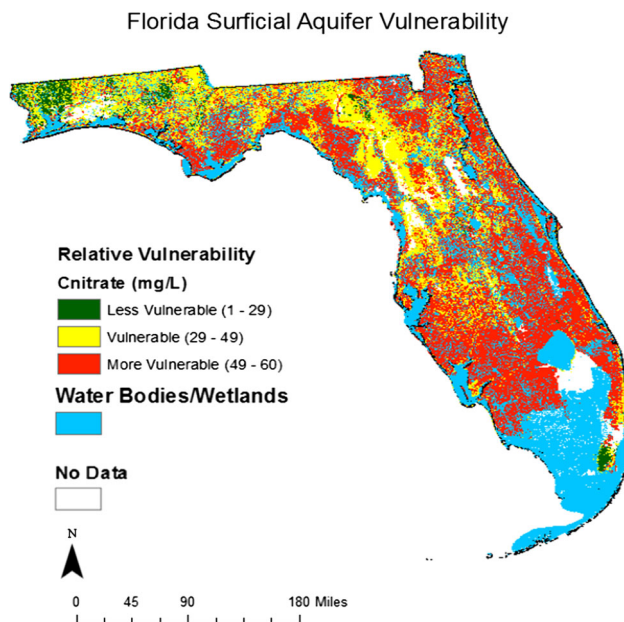 Florida Surficial Aquifer Vulnerability
Relative Vulnerability
Cnitrate (mg/L)
Less Vulnerable (1 - 29)
Vulnerable (29 - 49)
More Vulnerable (49 - 60)
Water Bodies/Wetlands
No Data
N
0 45 90 180 Miles